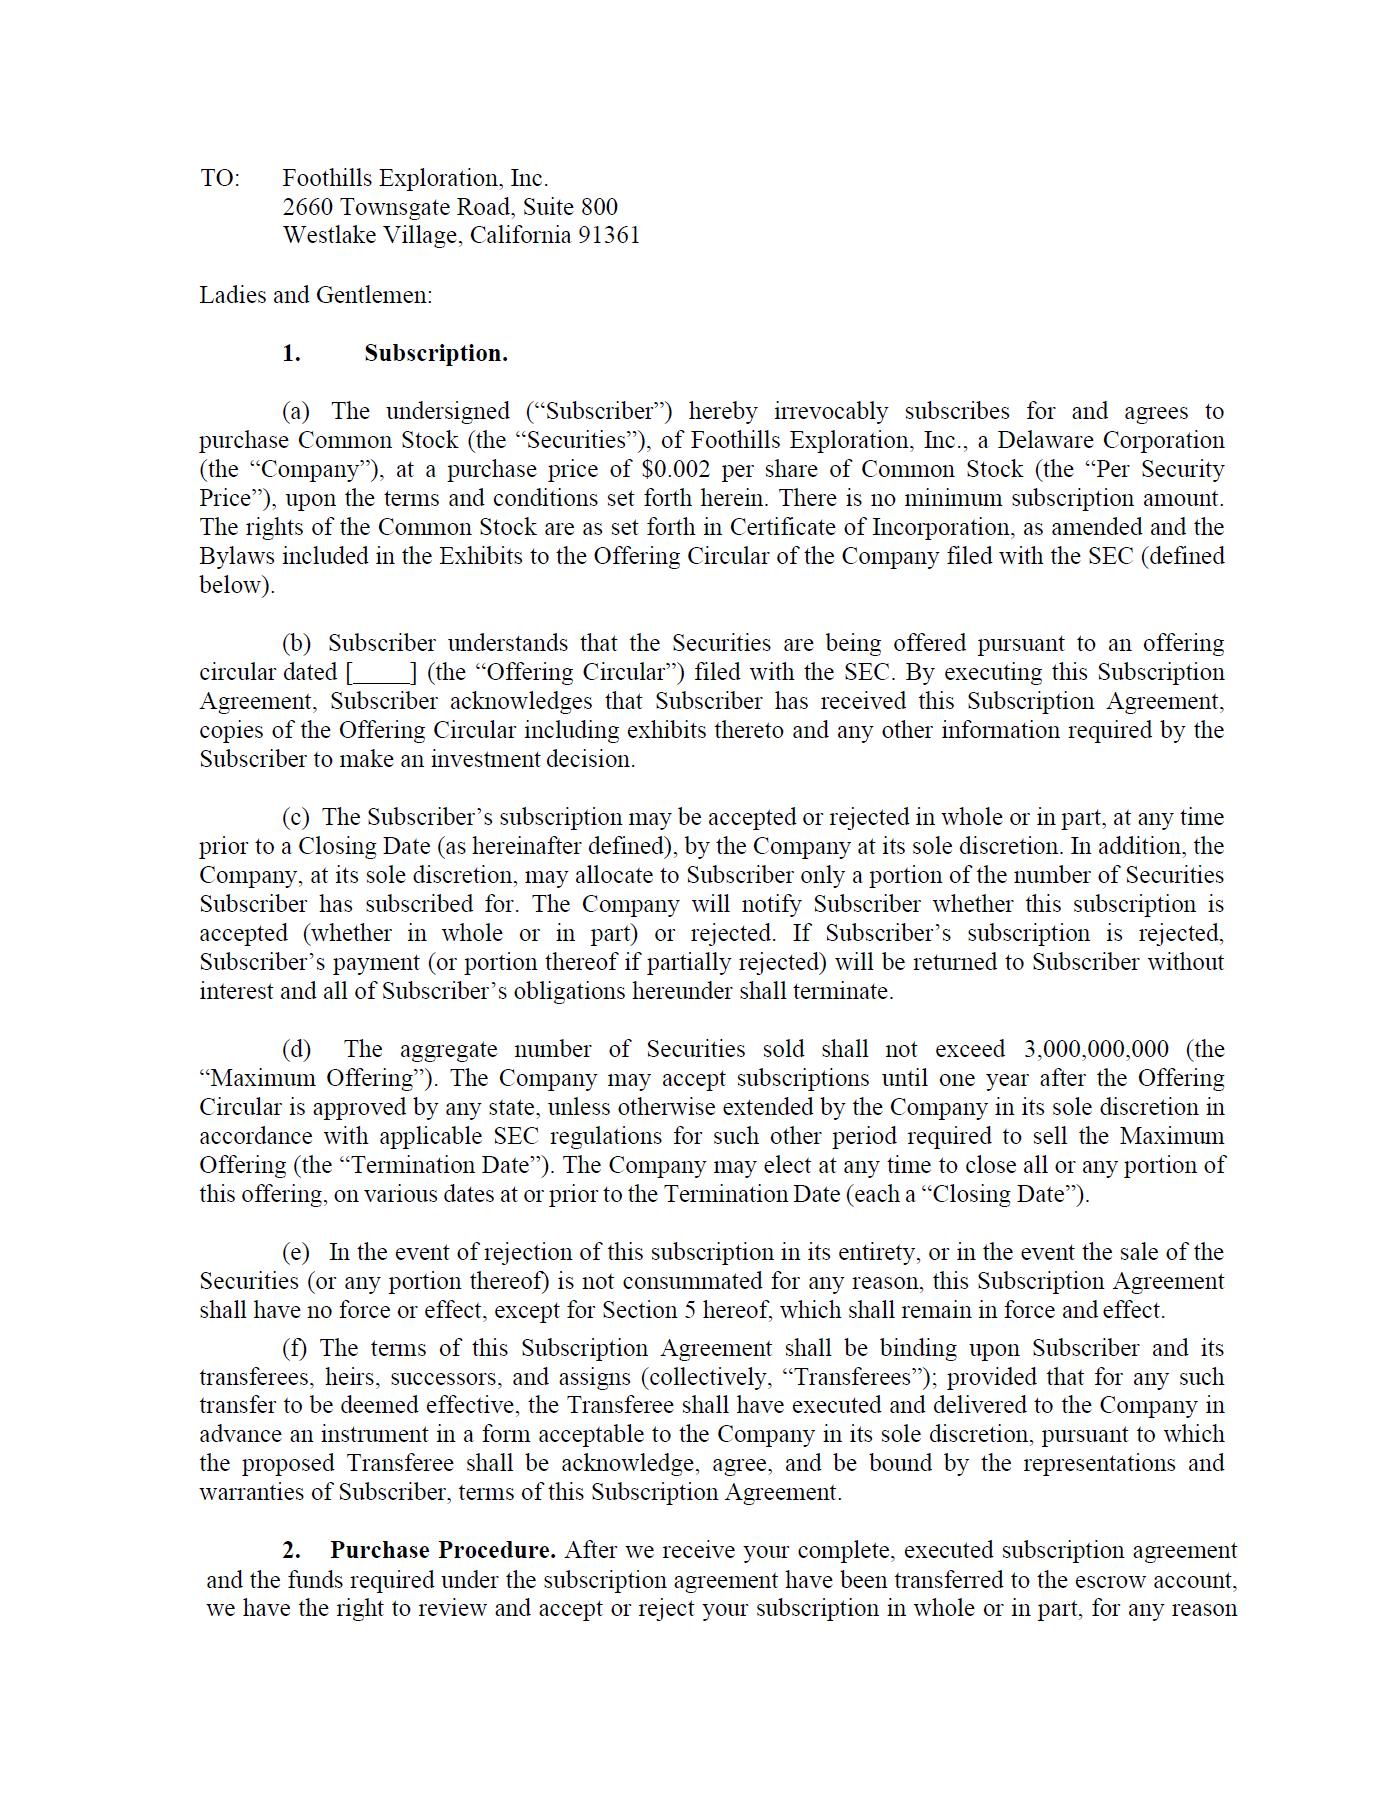 TO: Foothills Exploration, Inc.
2660 Townsgate Road, Suite 800
Westlake Village, California 91361
Ladies and Gentlemen:
1. Subscription.
(a) The undersigned (“Subscriber”) hereby irrevocably subscribes for and agrees to
purchase Common Stock (the “Securities”), of Foothills Exploration, Inc., a Delaware Corporation
(the “Company”), at a purchase price of $0.002 per share of Common Stock (the “Per Security
Price”), upon the terms and conditions set forth herein. There is no minimum subscription amount.
The rights of the Common Stock are as set forth in Certificate of Incorporation, as amended and the
Bylaws included in the Exhibits to the Offering Circular of the Company filed with the SEC (defined
below).
(b) Subscriber understands that the Securities are being offered pursuant to an offering
circular dated [_____] (the “Offering Circular”) filed with the SEC. By executing this Subscription
Agreement, Subscriber acknowledges that Subscriber has received this Subscription Agreement,
copies of the Offering Circular including exhibits thereto and any other information required by the
Subscriber to make an investment decision.
(c) The Subscriber’s subscription may be accepted or rejected in whole or in part, at any time
prior to a Closing Date (as hereinafter defined), by the Company at its sole discretion. In addition, the
Company, at its sole discretion, may allocate to Subscriber only a portion of the number of Securities
Subscriber has subscribed for. The Company will notify Subscriber whether this subscription is
accepted (whether in whole or in part) or rejected. If Subscriber’s subscription is rejected,
Subscriber’s payment (or portion thereof if partially rejected) will be returned to Subscriber without
interest and all of Subscriber’s obligations hereunder shall terminate.
(d) The aggregate number of Securities sold shall not exceed 3,000,000,000 (the
“Maximum Offering”). The Company may accept subscriptions until one year after the Offering
Circular is approved by any state, unless otherwise extended by the Company in its sole discretion in
accordance with applicable SEC regulations for such other period required to sell the Maximum
Offering (the “Termination Date”). The Company may elect at any time to close all or any portion of
this offering, on various dates at or prior to the Termination Date (each a “Closing Date”).
(e) In the event of rejection of this subscription in its entirety, or in the event the sale of the
Securities (or any portion thereof) is not consummated for any reason, this Subscription Agreement
shall have no force or effect, except for Section 5 hereof, which shall remain in force and effect.
(f) The terms of this Subscription Agreement shall be binding upon Subscriber and its
transferees, heirs, successors, and assigns (collectively, “Transferees”); provided that for any such
transfer to be deemed effective, the Transferee shall have executed and delivered to the Company in
advance an instrument in a form acceptable to the Company in its sole discretion, pursuant to which
the proposed Transferee shall be acknowledge, agree, and be bound by the representations and
warranties of Subscriber, terms of this Subscription Agreement.
2. Purchase Procedure. After we receive your complete, executed subscription agreement
and the funds required under the subscription agreement have been transferred to the escrow account,
we have the right to review and accept or reject your subscription in whole or in part, for any reason